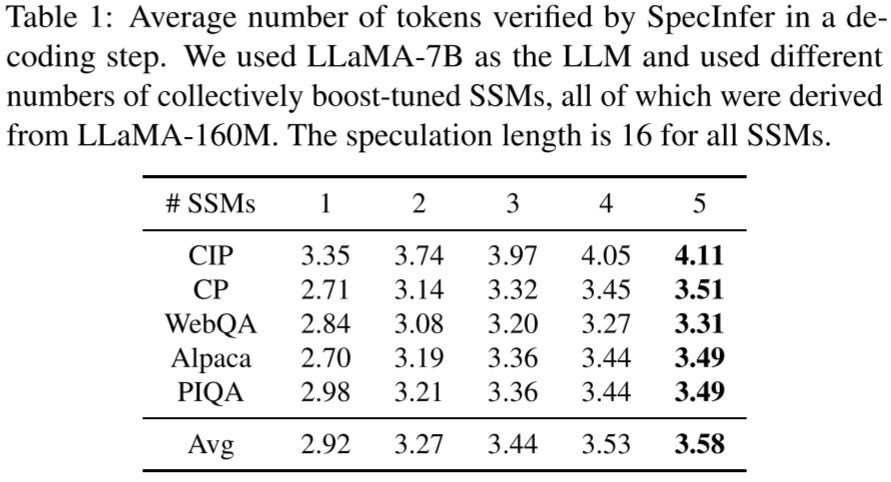 Table 1: Average number of tokens verified by SpecInfer in a de-
coding step. We used LLaMA-7B as the LLM and used different
numbers of collectively boost-tuned SSMs, all of which were derived
from LLaMA-160M. The speculation length is 16 for all SSMs.
# SSMs 1 2 3 4 5
CIP 3.35 3.74 3.97 4.05 4.11
CP 2.71 3.14 3.32 3.45 3.51
WebQA 2.84 3.08 3.20 3.27 3.31
Alpaca 2.70 3.19 3.36 3.44 3.49
PIQA 2.98 3.21 3.36 3.44 3.49
Avg 2.92 3.27 3.44 3.53 3.58